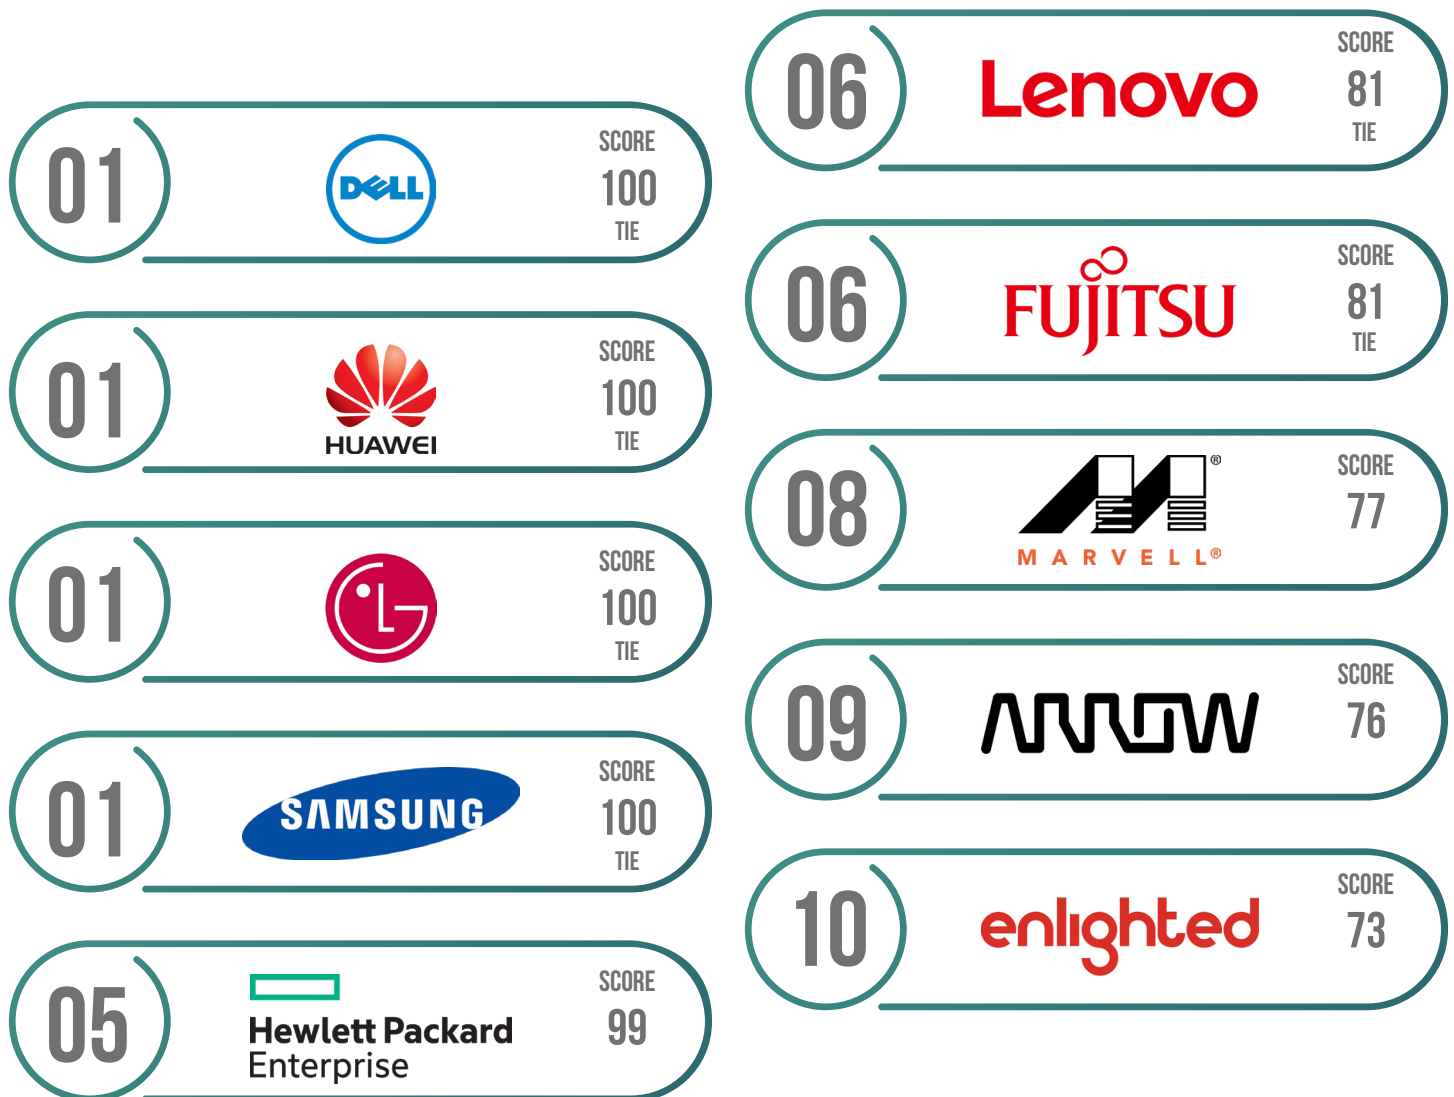 01
DELL
SCORE
100
TIE
01
HUAWEI
SCORE
100
TIE
01
LG
SCORE
100
TIE
01
SAMSUNG
SCORE
100
TIE
05
Hewlett Packard
Enterprise
SCORE
99
06
Lenovo
SCORE
81
TIE
06
FUJITSU
SCORE
81
TIE
08
®
MARVELL®
SCORE
77
09
ARROW
SCORE
76
10
enlighted
SCORE
73